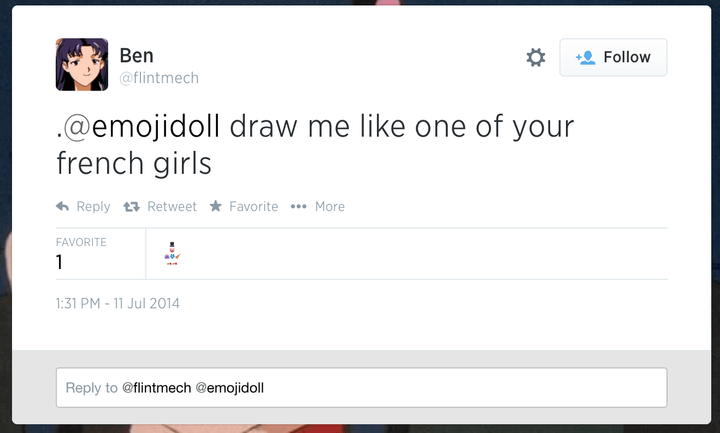 Ben
@flintmech
Follow
.@emojidoll draw me like one of your
french girls
Reply Retweet Favorite More
FAVORITE
1
1:31 PM - 11 Jul 2014
Reply to @flintmech @emojidoll